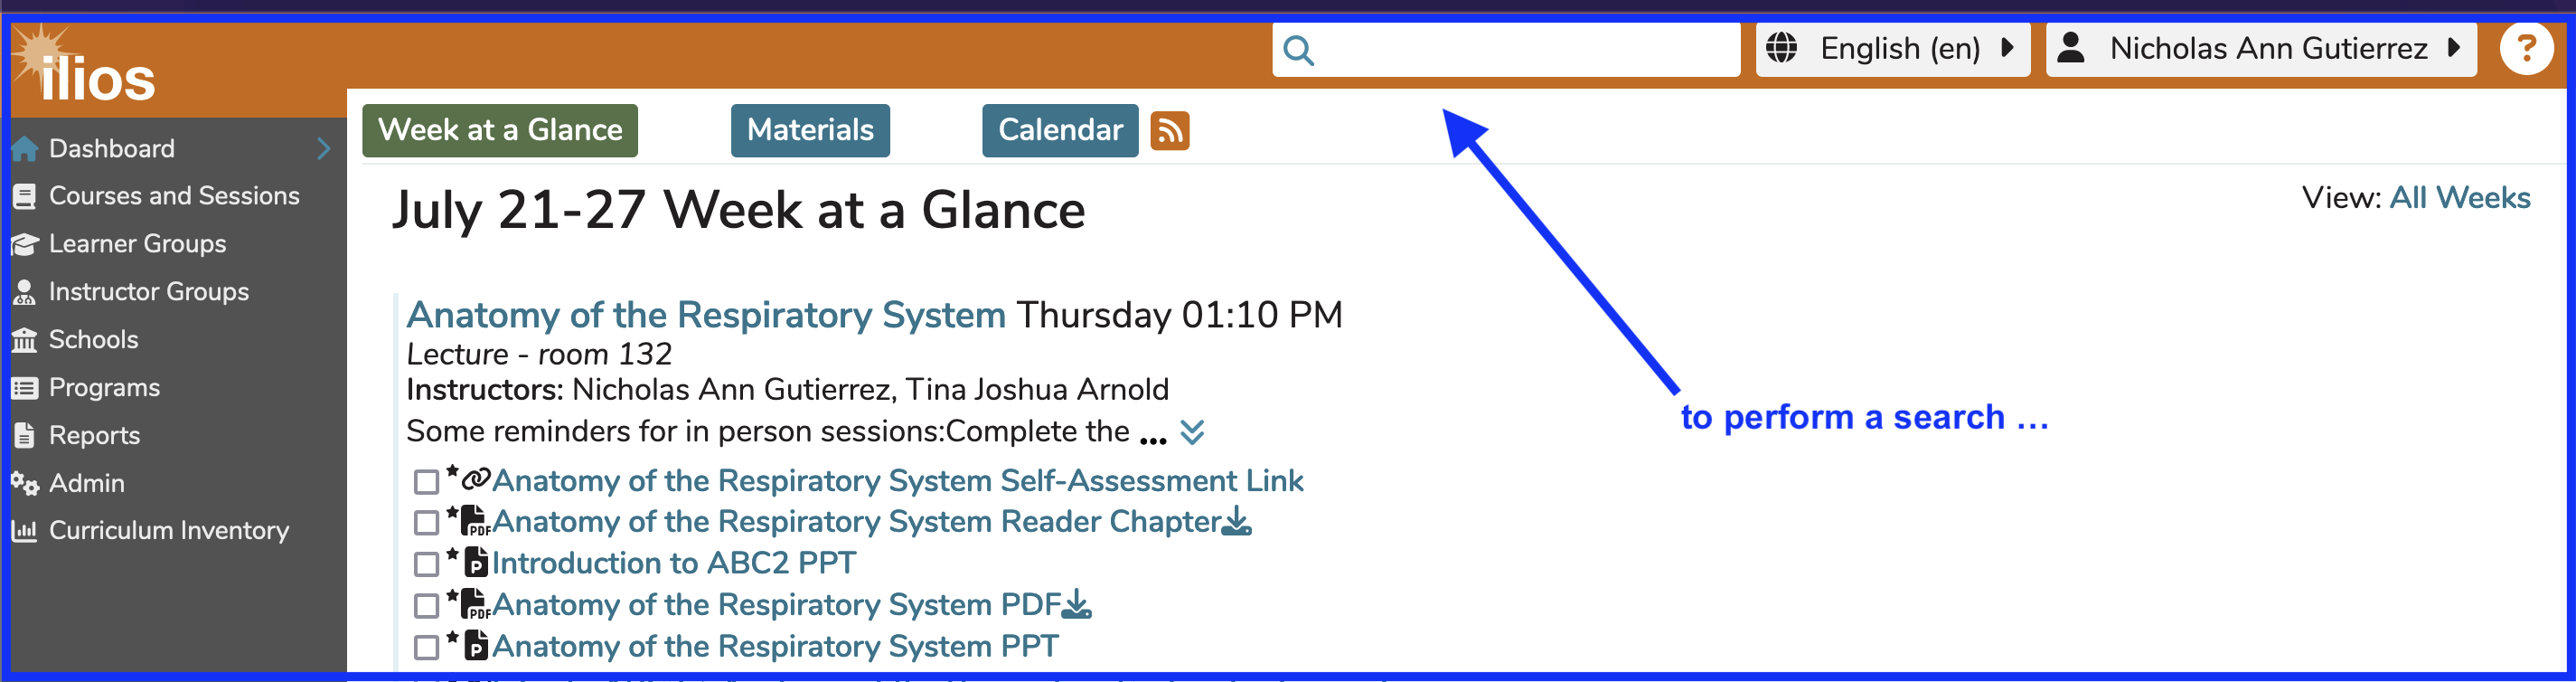 ilios
English (en)
Nicholas Ann Gutierrez
?
Dashboard
Courses and Sessions
Learner Groups
Instructor Groups
Schools
Programs
Reports
Admin
Curriculum Inventory
Week at a Glance
Materials
Calendar
July 21-27 Week at a Glance
View: All Weeks
Anatomy of the Respiratory System Thursday 01:10 PM
Lecture - room 132
Instructors: Nicholas Ann Gutierrez, Tina Joshua Arnold
Some reminders for in person sessions:Complete the ...
Anatomy of the Respiratory System Self-Assessment Link
PDF Anatomy of the Respiratory System Reader Chapter
P Introduction to ABC2 PPT
PDF Anatomy of the Respiratory System PDF
P Anatomy of the Respiratory System PPT
to perform a search ...